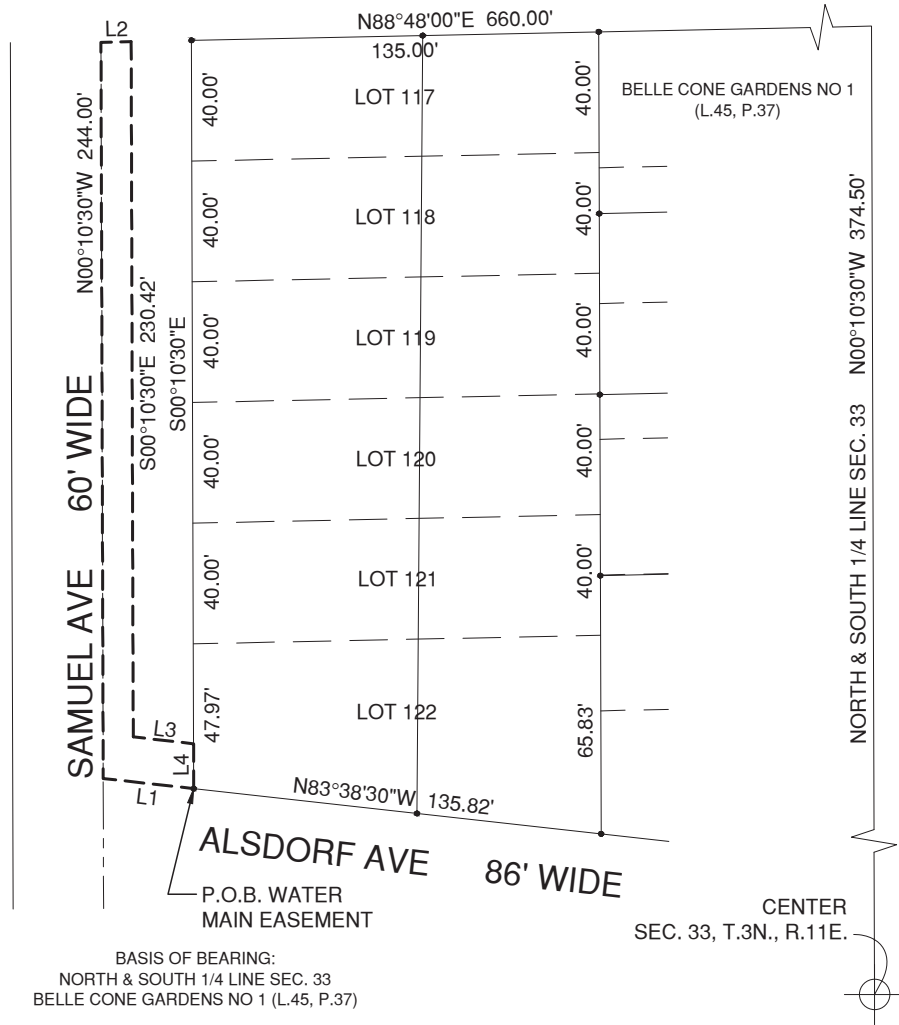 N88°48'00"E 660.00'
L2
135.00'
LOT 117
40.00'
40.00'
BELLE CONE GARDENS NO 1
(L.45, P.37)
N00°10'30"W 244.00'
LOT 118
40.00'
40.00'
NORTH & SOUTH 1/4 LINE SEC. 33 N00°10'30"W 374.50'
S00°10'30"E 230.42'
S00°10'30"E
LOT 119
40.00'
40.00'
SAMUEL AVE 60' WIDE
LOT 120
40.00'
40.00'
LOT 121
40.00'
40.00'
LOT 122
47.97'
65.83'
L3
L4
L1
N83°38'30"W 135.82'
ALSDORF AVE 86' WIDE
P.O.B. WATER
MAIN EASEMENT
CENTER
SEC. 33, T.3N., R.11E.
BASIS OF BEARING:
NORTH & SOUTH 1/4 LINE SEC. 33
BELLE CONE GARDENS NO 1 (L.45, P.37)